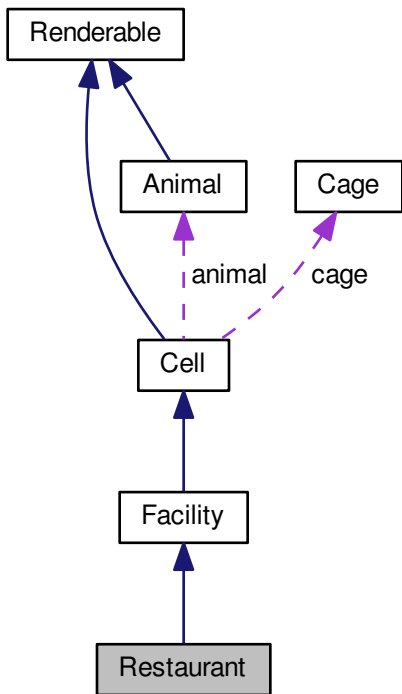 Renderable
Animal
Cage
animal
cage
Cell
Facility
Restaurant